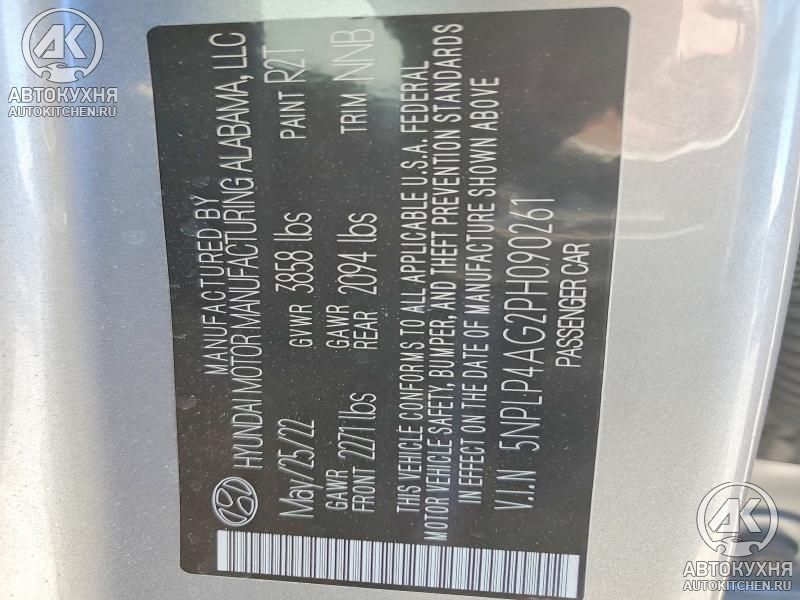 MANUFACTURED BY
HYUNDAI MOTOR MANUFACTURING ALABAMA, LLC
May/25/22 GVWR 3858 lbs PAINT R2T
GAWR FRONT 2271 lbs GAWR REAR 2094 lbs TRIM NNB
THIS VEHICLE CONFORMS TO ALL APPLICABLE U.S.A. FEDERAL
MOTOR VEHICLE SAFETY, BUMPER, AND THEFT PREVENTION STANDARDS
IN EFFECT ON THE DATE OF MANUFACTURE SHOWN ABOVE
V.I.N 5NPLP4AG2PH090261
PASSENGER CAR
АК
АВТОКУХНЯ
AUTOKITCHEN.RU
АК
АВТОКУХНЯ
AUTOKITCHEN.RU